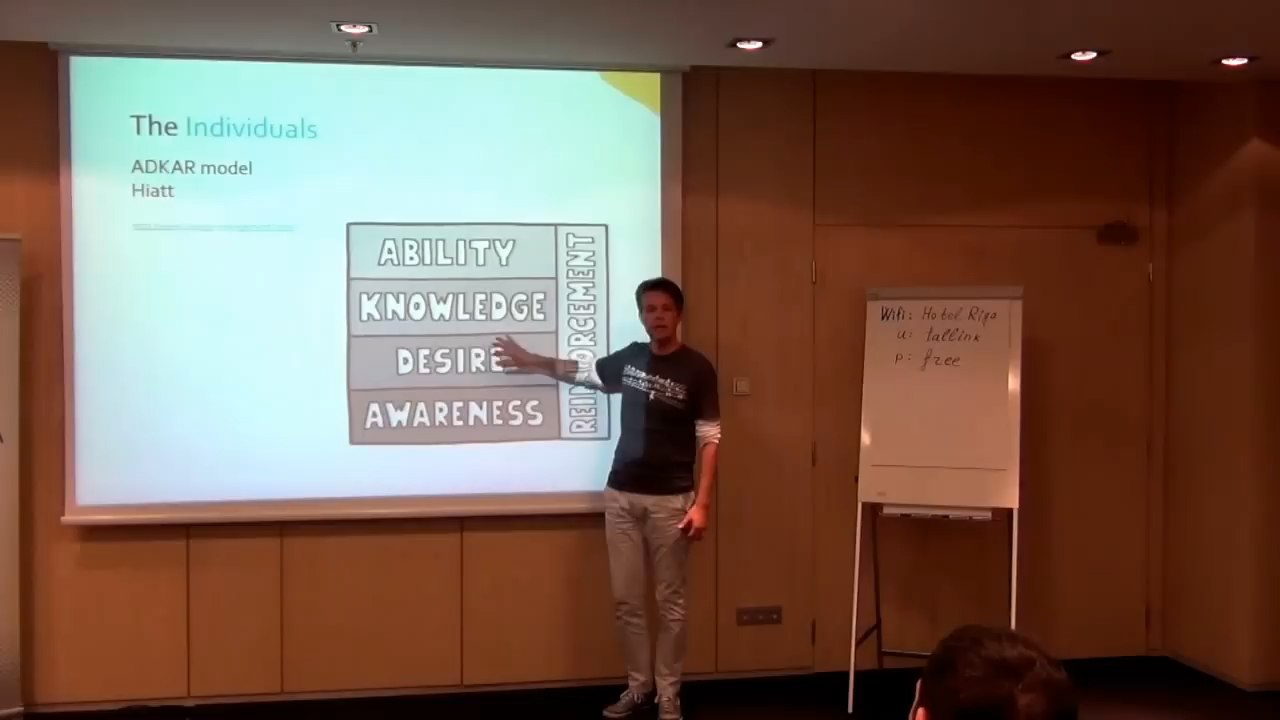 The Individuals
ADKAR model
Hiatt
ABILITY
KNOWLEDGE
DESIRE
AWARENESS
REINFORCEMENT
Wifi: Hotel Riga
u: tallink
p: free